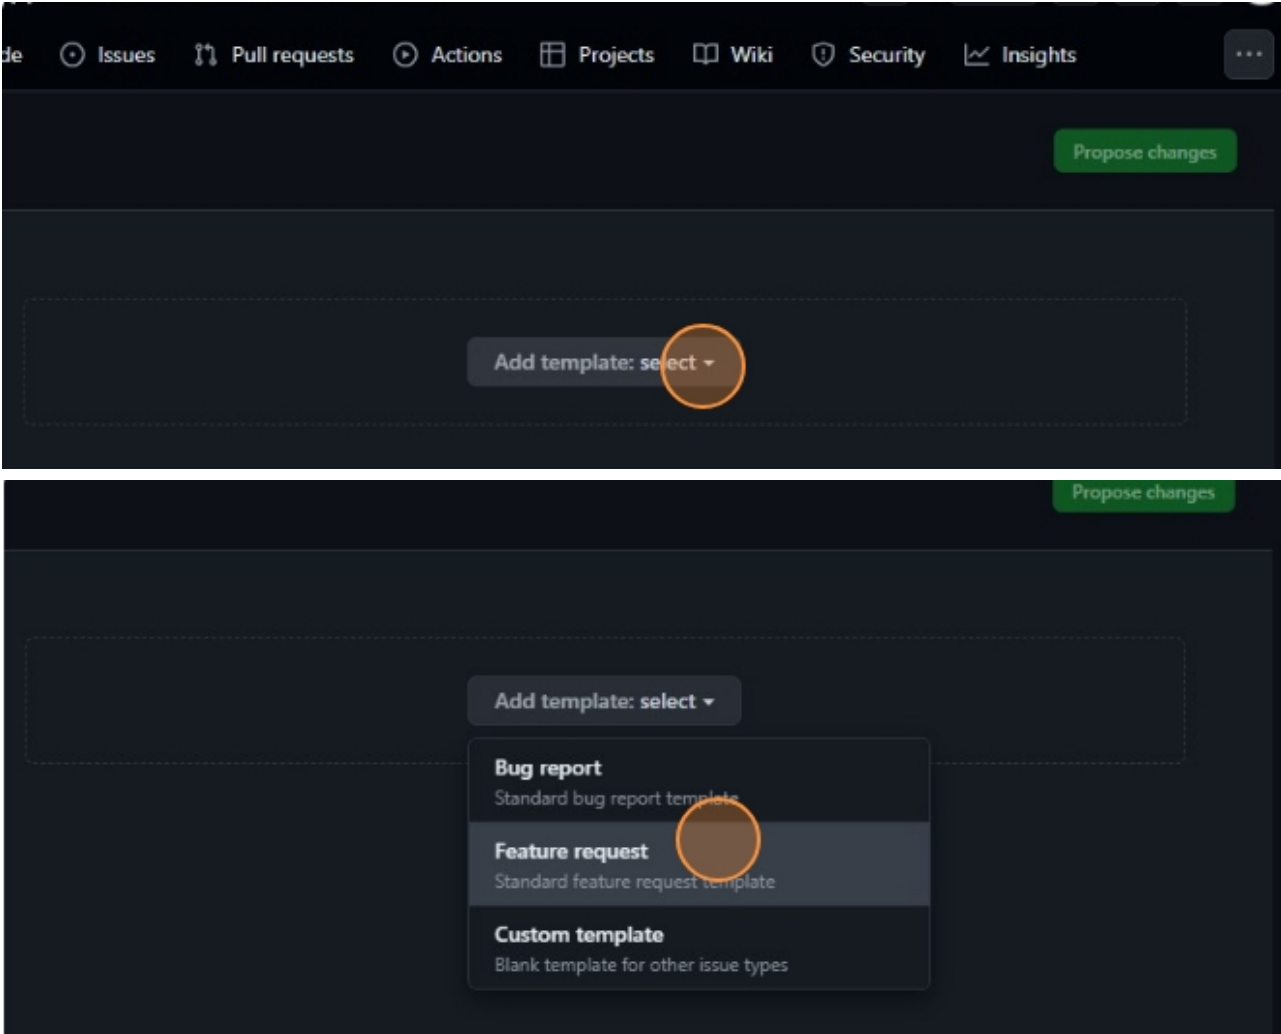 de Issues Pull requests Actions Projects Wiki Security Insights ...
Propose changes
Add template: select
Propose changes
Add template: select
Bug report
Standard bug report template
Feature request
Standard feature request template
Custom template
Blank template for other issue types